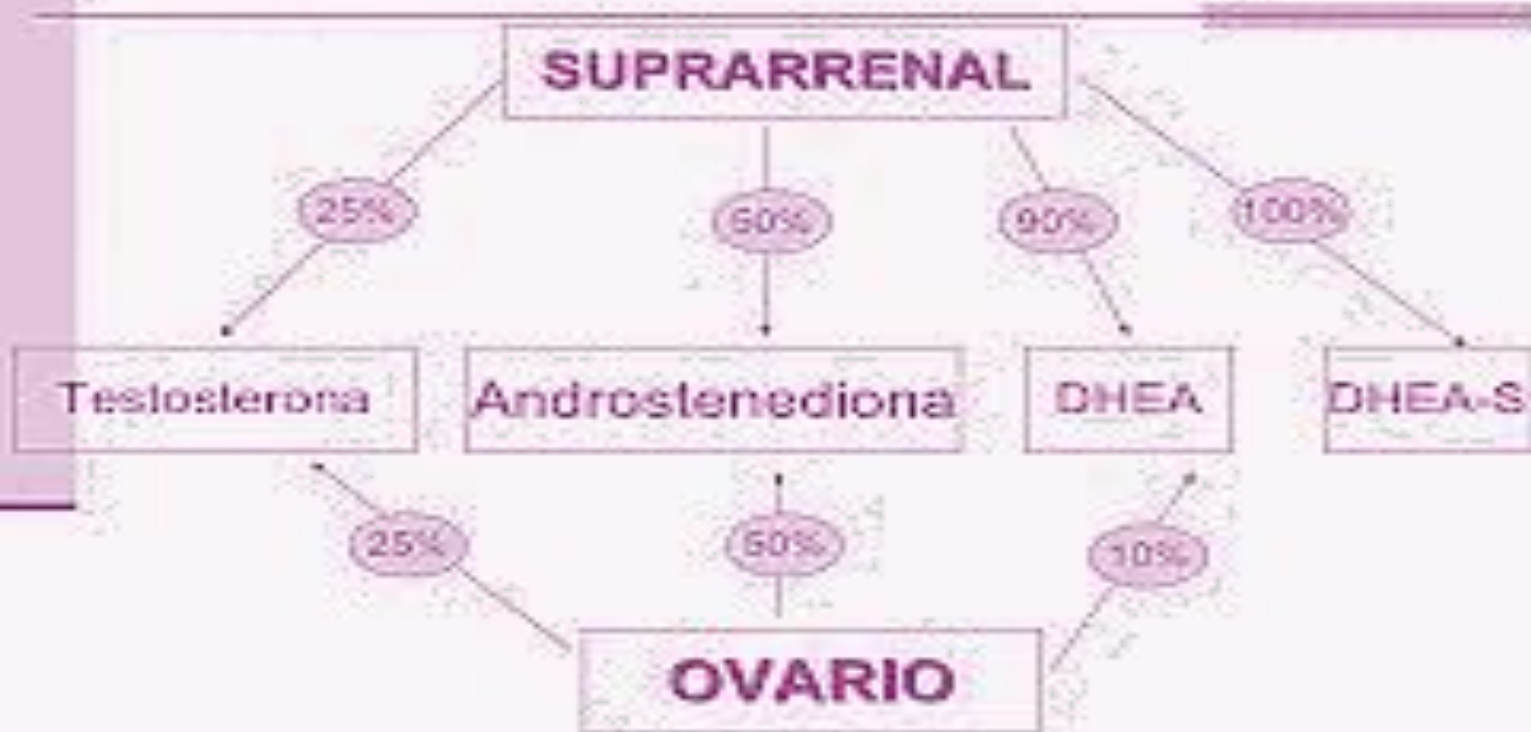 SUPRARRENAL
25%
50%
90%
100%
Testosterona
Androstenediona
DHEA
DHEA-S
25%
50%
10%
OVARIO